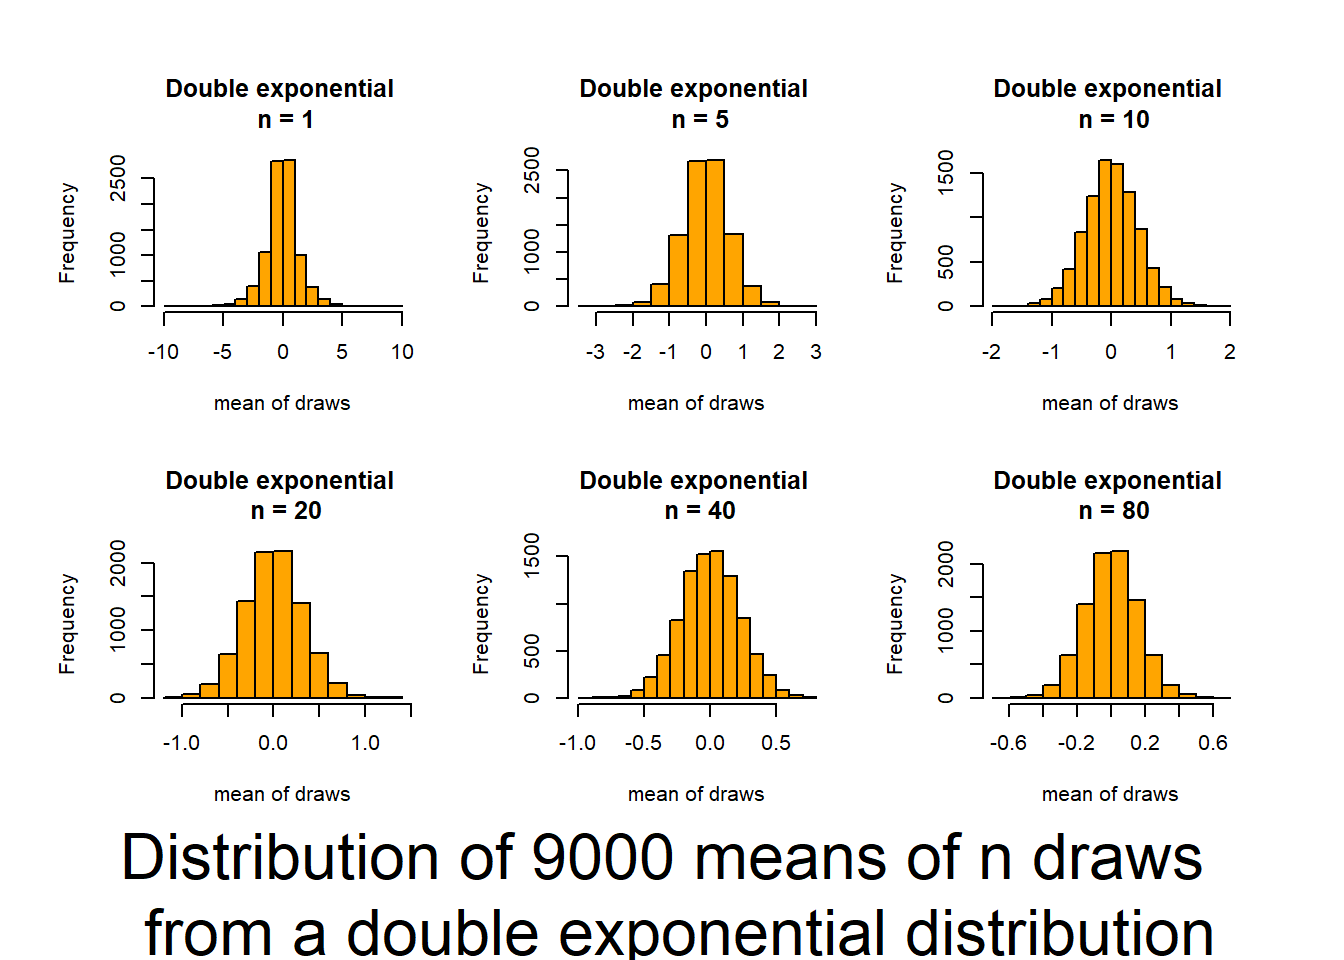 Double exponential
n = 1
Frequency
0 1000 2500
-10 -5 0 5 10
mean of draws
Double exponential
n = 5
Frequency
0 1000 2500
-3 -2 -1 0 1 2 3
mean of draws
Double exponential
n = 10
Frequency
0 500 1500
-2 -1 0 1 2
mean of draws
Double exponential
n = 20
Frequency
0 1000 2000
-1.0 0.0 1.0
mean of draws
Double exponential
n = 40
Frequency
0 500 1500
-1.0 -0.5 0.0 0.5
mean of draws
Double exponential
n = 80
Frequency
0 1000 2000
-0.6 -0.2 0.2 0.6
mean of draws
Distribution of 9000 means of n draws
from a double exponential distribution